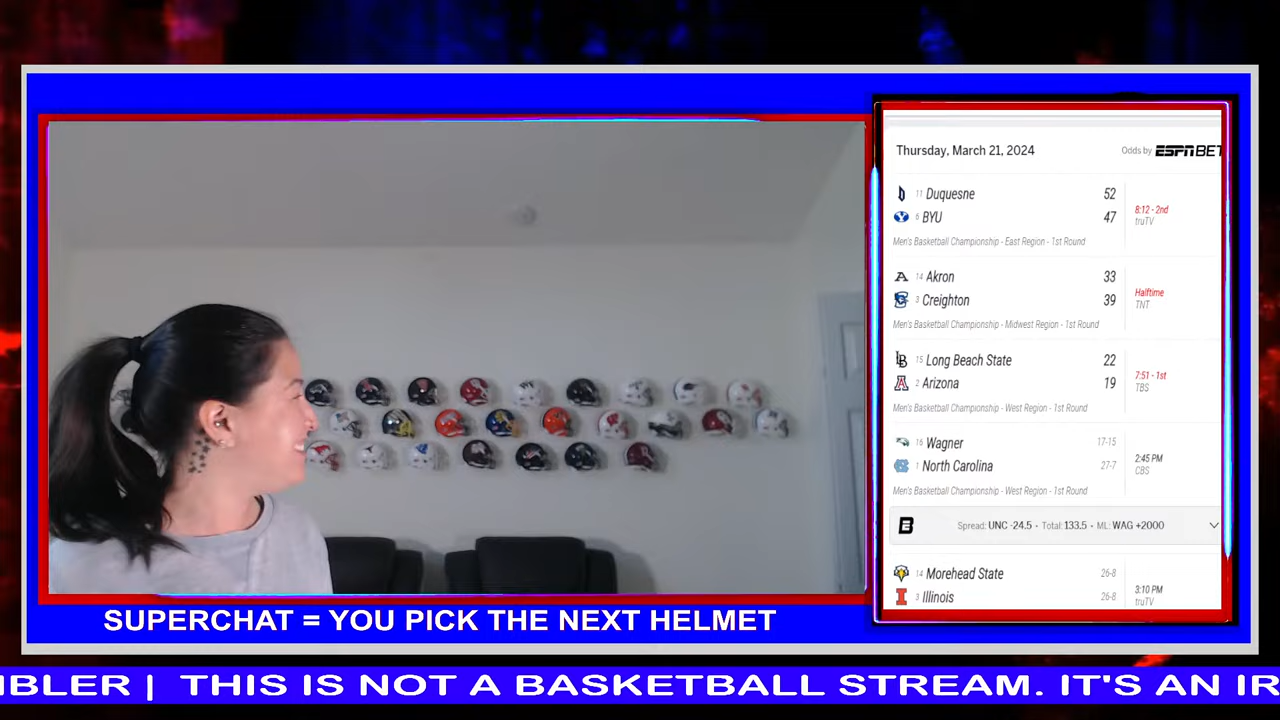 Thursday, March 21, 2024
Odds by ESPN BET
11 Duquesne 52
6 BYU 47
8:12 - 2nd
truTV
Men's Basketball Championship - East Region - 1st Round
14 Akron 33
3 Creighton 39
Halftime
TNT
Men's Basketball Championship - Midwest Region - 1st Round
15 Long Beach State 22
2 Arizona 19
7:51 - 1st
TBS
Men's Basketball Championship - West Region - 1st Round
16 Wagner 17-15
1 North Carolina 27-7
2:45 PM
CBS
Men's Basketball Championship - West Region - 1st Round
Spread: UNC -24.5 • Total: 133.5 • ML: WAG +2000
14 Morehead State 26-8
3 Illinois 26-8
3:10 PM
truTV
SUPERCHAT = YOU PICK THE NEXT HELMET
IBLER | THIS IS NOT A BASKETBALL STREAM. IT'S AN IR